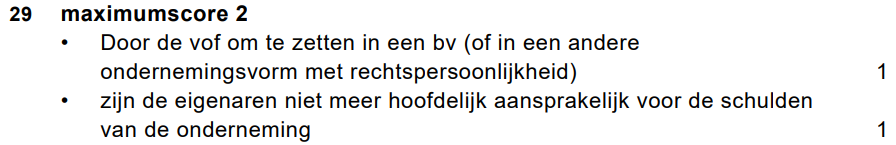 29 maximumscore 2
• Door de vof om te zetten in een bv (of in een andere
ondernemingsvorm met rechtspersoonlijkheid) 1
• zijn de eigenaren niet meer hoofdelijk aansprakelijk voor de schulden
van de onderneming 1